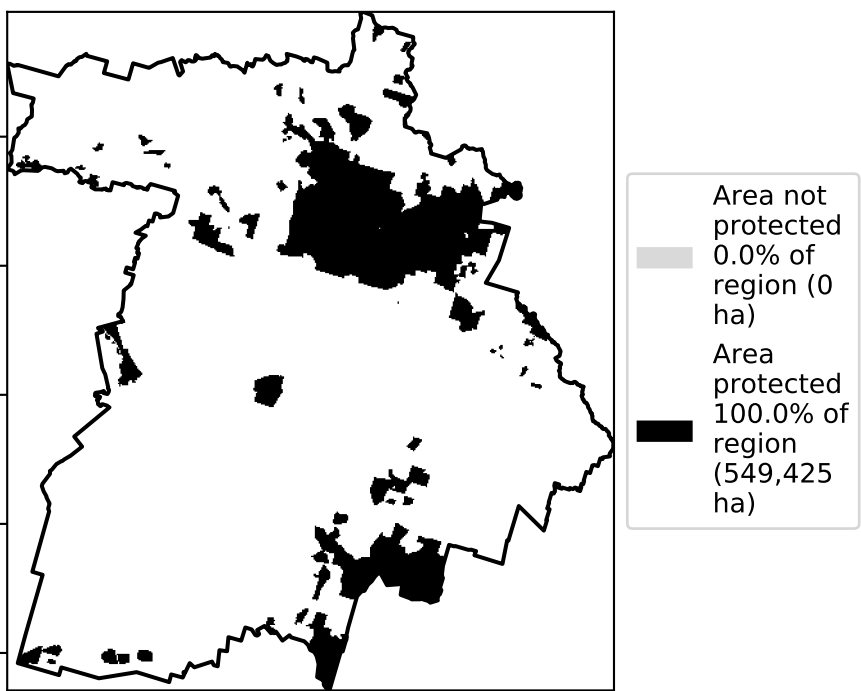 Area not
protected
0.0% of
region (0
ha)
Area
protected
100.0% of
region
(549,425
ha)